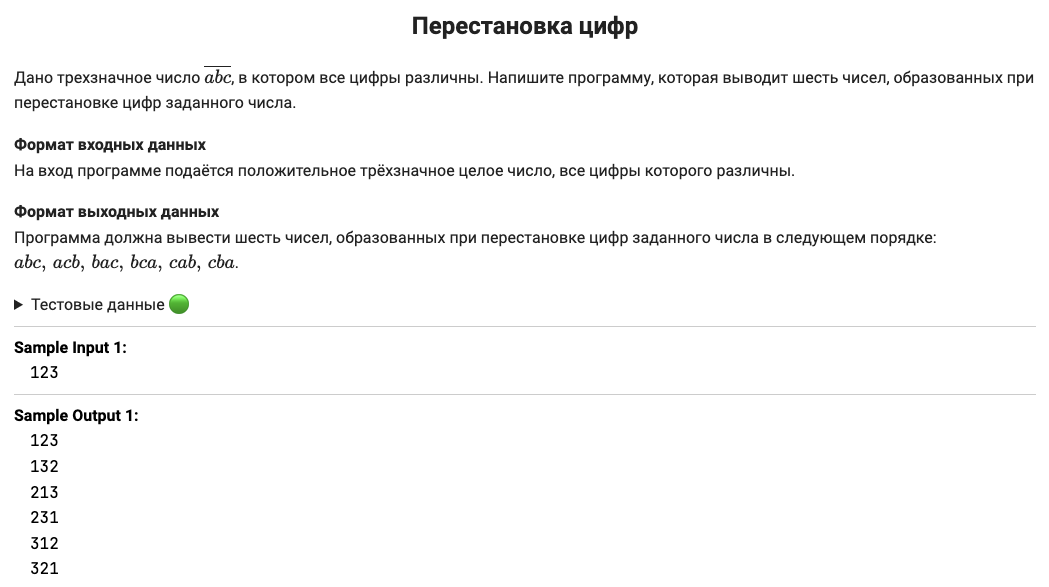 Перестановка цифр
Дано трехзначное число abc, в котором все цифры различны. Напишите программу, которая выводит шесть чисел, образованных при
перестановке цифр заданного числа.
Формат входных данных
На вход программе подаётся положительное трёхзначное целое число, все цифры которого различны.
Формат выходных данных
Программа должна вывести шесть чисел, образованных при перестановке цифр заданного числа в следующем порядке:
abc, acb, bac, bca, cab, cba.
Тестовые данные
Sample Input 1:
123
Sample Output 1:
123
132
213
231
312
321